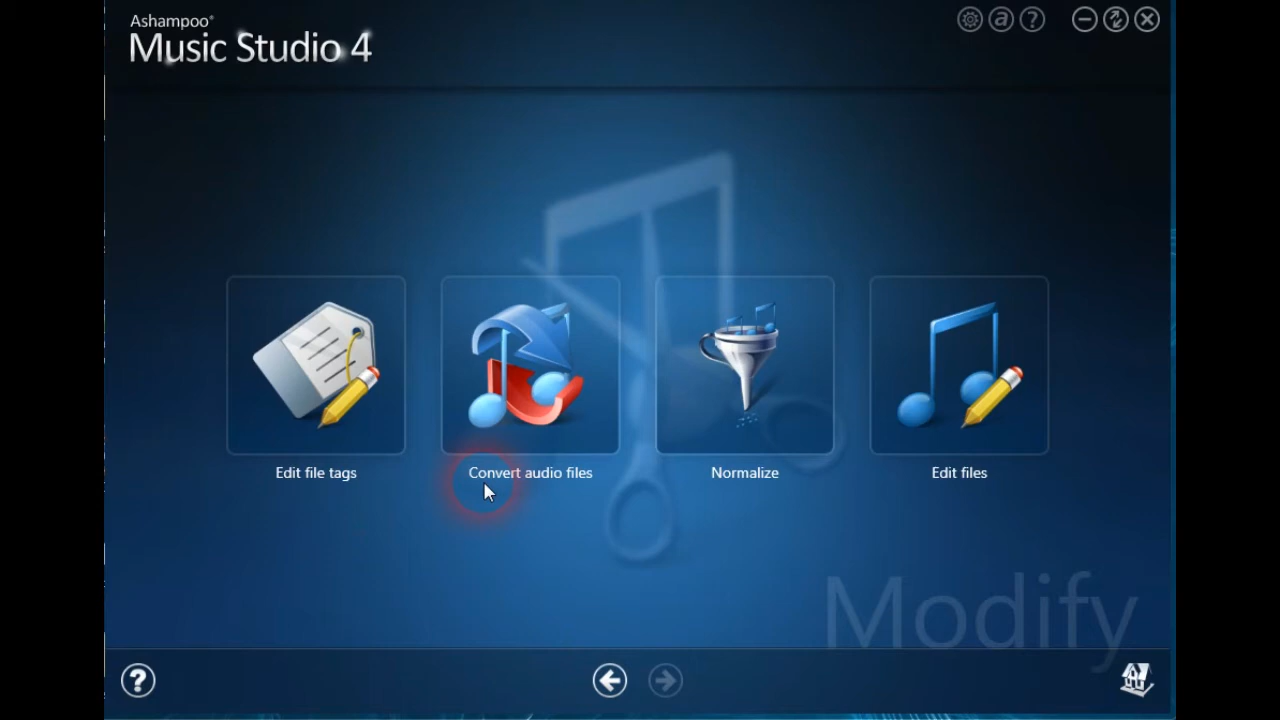 Ashampoo®
Music Studio 4
Edit file tags
Convert audio files
Normalize
Edit files
Modify